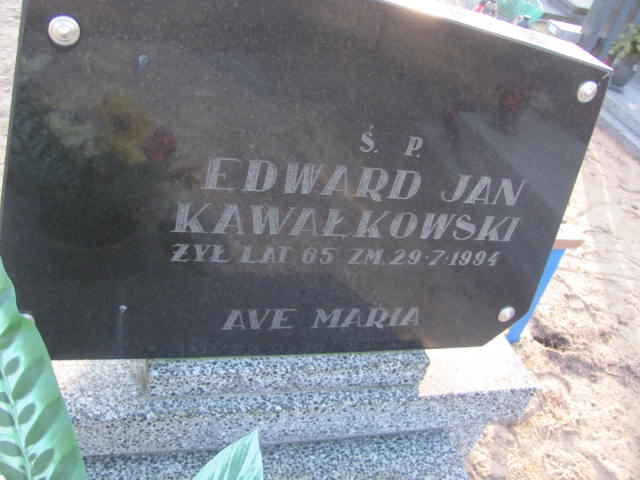 Ś. P.
EDWARD JAN
KAWAŁKOWSKI
ŻYŁ LAT 65 ZM. 29-7-1994
AVE MARIA